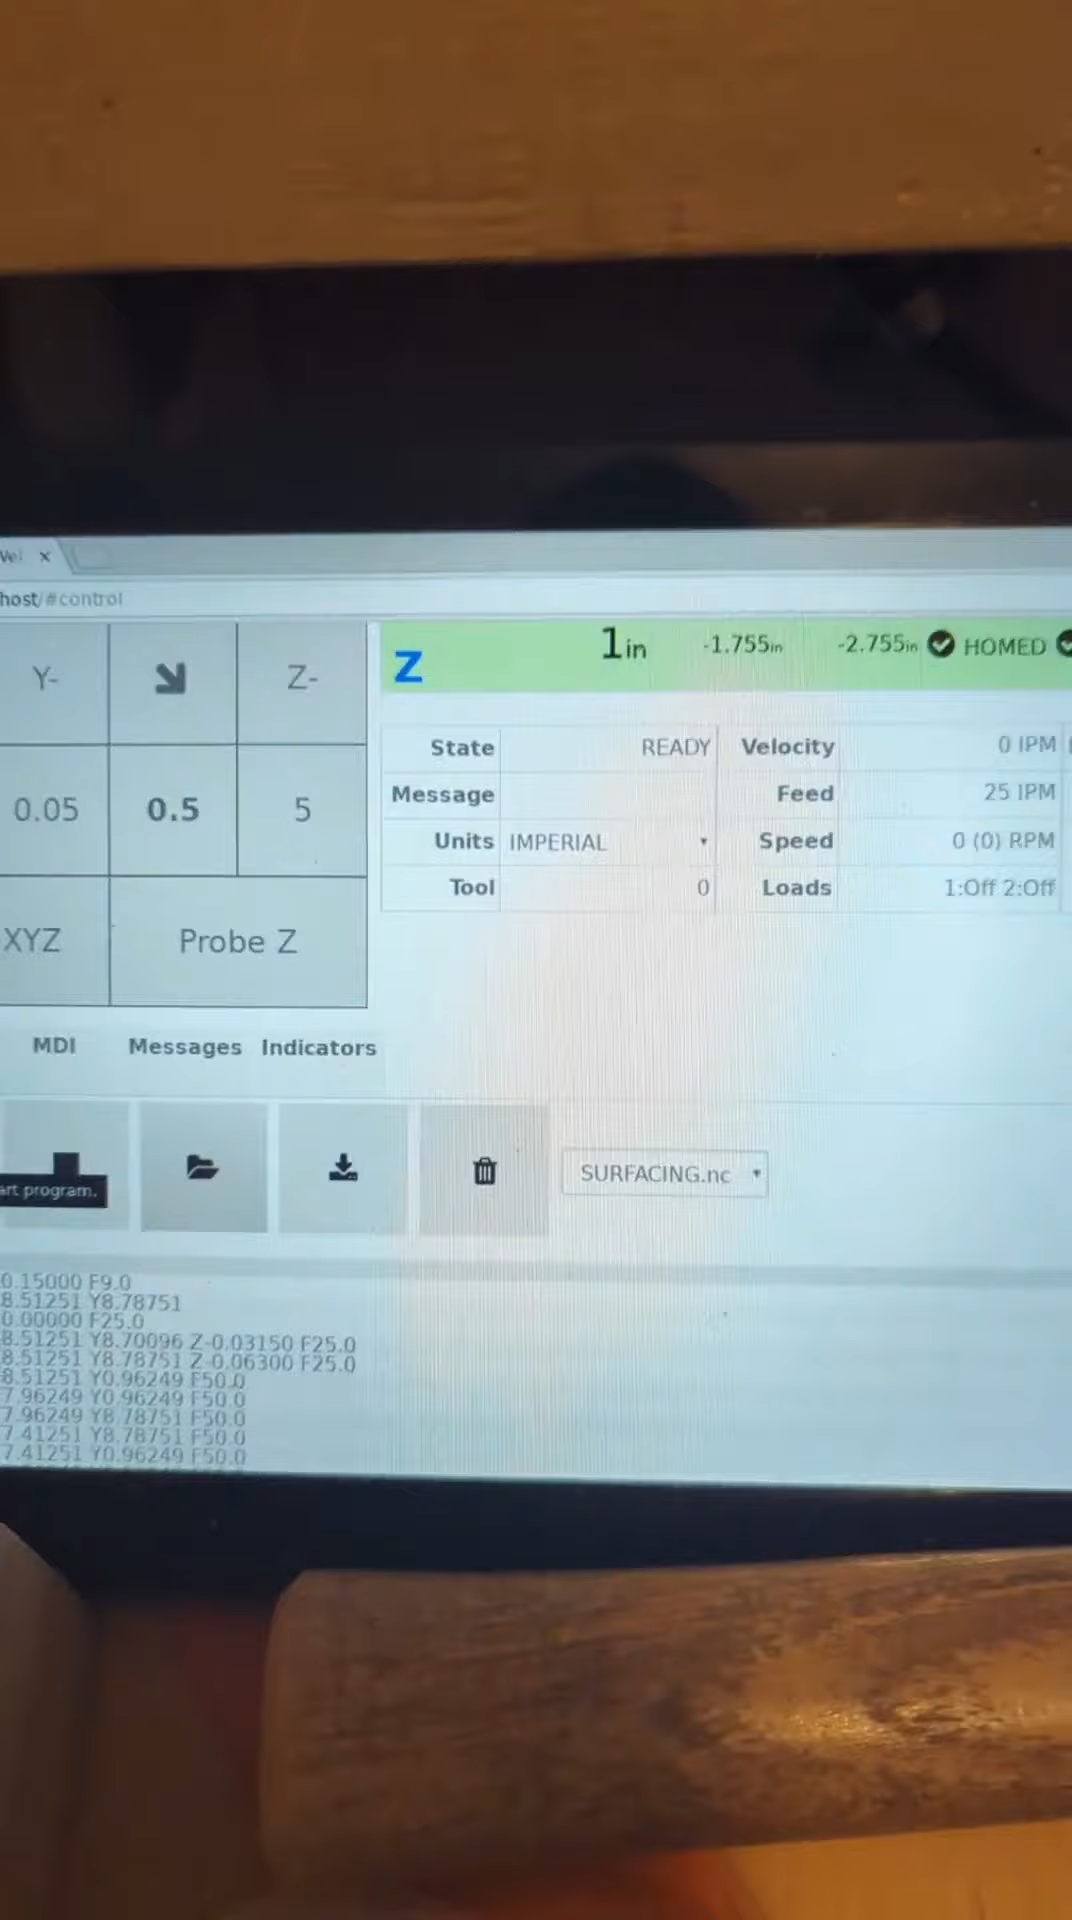 Vel x
host/#control
Y- Z-
Z 1in -1.755in -2.755in HOMED
State READY Velocity 0 IPM
0.05 0.5 5
Message Feed 25 IPM
Units IMPERIAL Speed 0 (0) RPM
Tool 0 Loads 1:Off 2:Off
XYZ Probe Z
MDI Messages Indicators
art program.
SURFACING.nc
0.15000 F9.0
8.51251 Y8.78751
0.00000 F25.0
8.51251 Y8.70096 Z-0.03150 F25.0
8.51251 Y8.78751 Z-0.06300 F25.0
8.51251 Y0.96249 F50.0
7.96249 Y0.96249 F50.0
7.96249 Y8.78751 F50.0
7.41251 Y8.78751 F50.0
7.41251 Y0.96249 F50.0